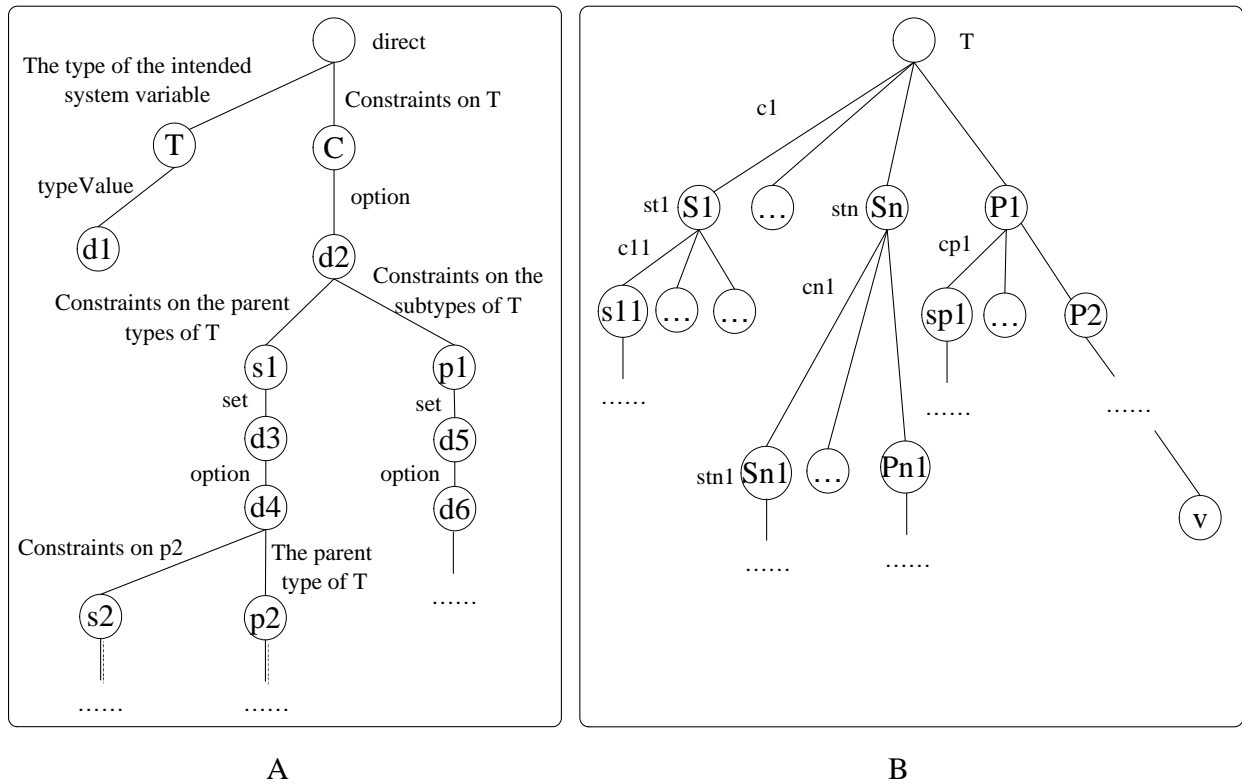 direct
The type of the intended
system variable
Constraints on T
T
C
typeValue
option
d1
d2
Constraints on the parent
types of T
Constraints on the
subtypes of T
s1
p1
set
set
d3
d5
option
option
d4
d6
Constraints on p2
The parent
type of T
......
s2
p2
......
......
A
T
c1
st1
S1
...
stn
Sn
P1
c11
cn1
cp1
s11
...
...
sp1
...
P2
......
......
......
stn1
Sn1
...
Pn1
v
......
......
B